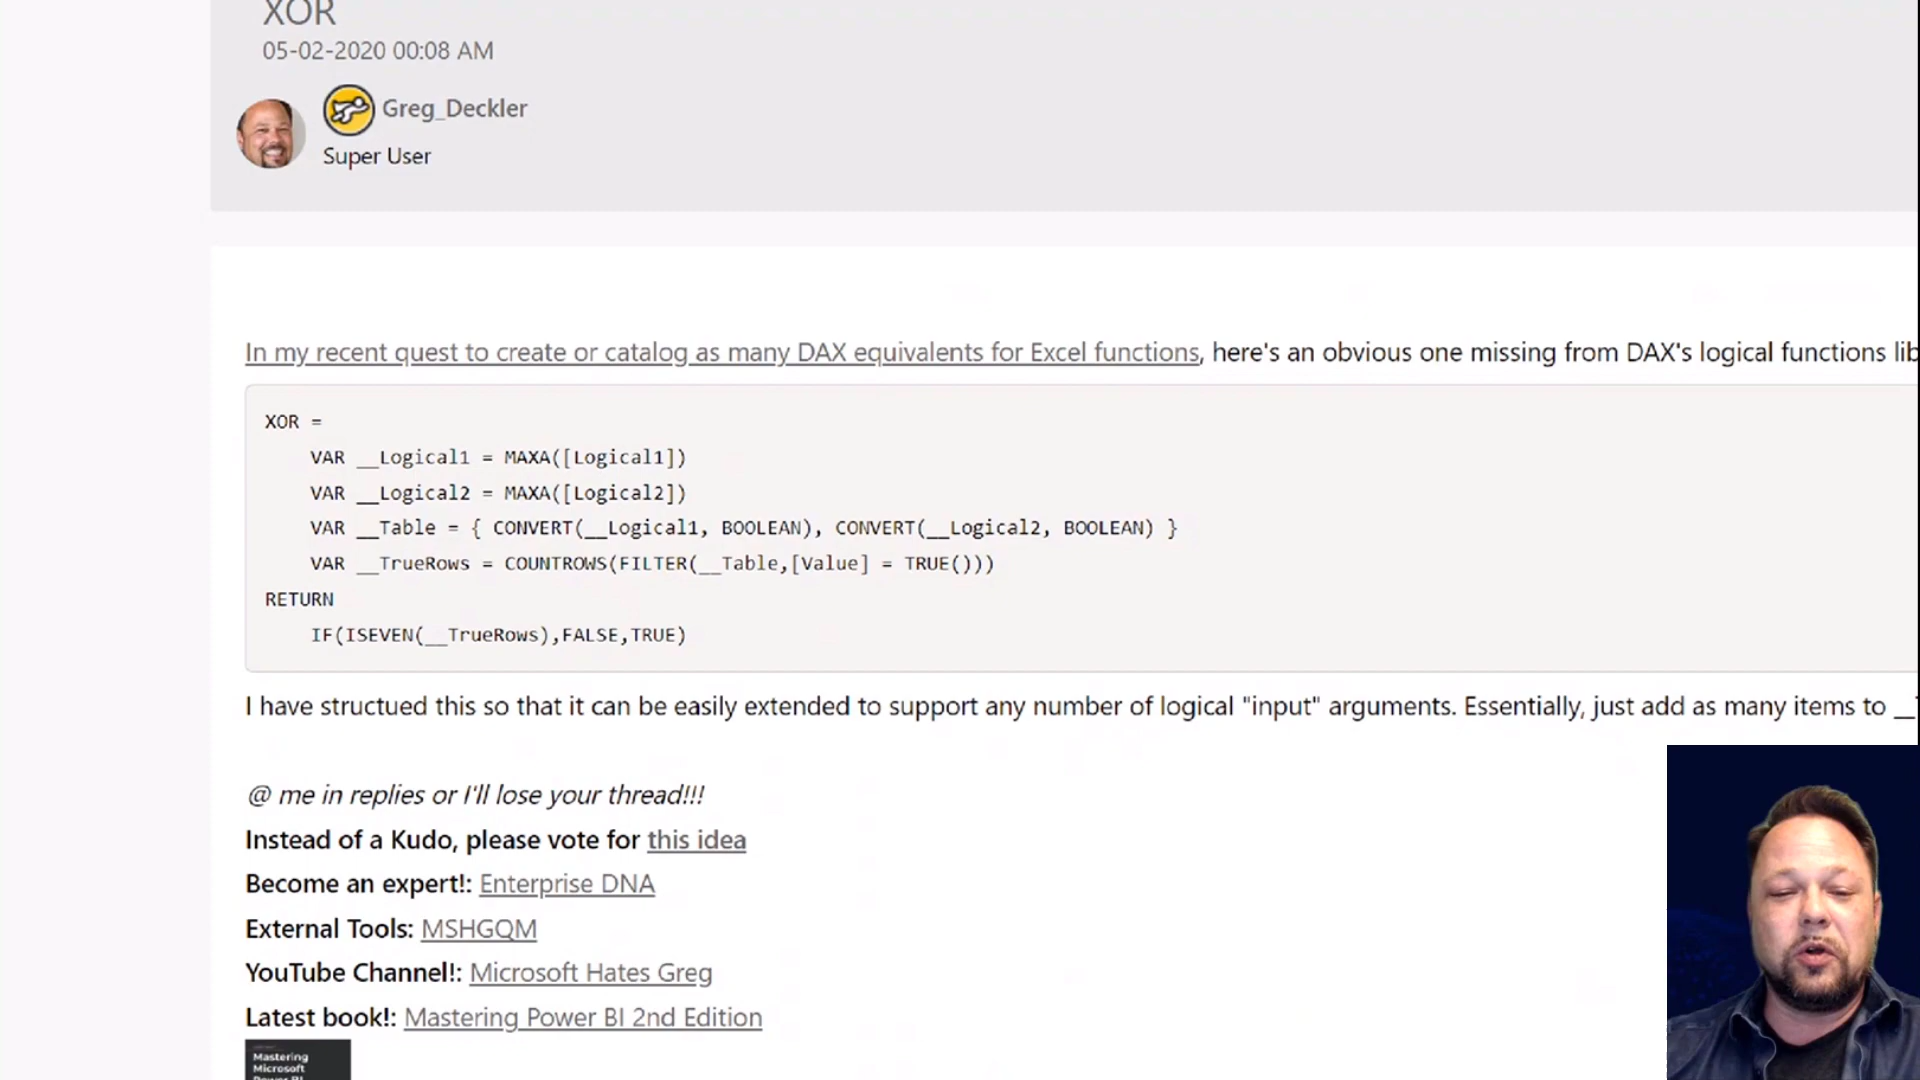 XOR
05-02-2020 00:08 AM
Greg_Deckler
Super User
In my recent quest to create or catalog as many DAX equivalents for Excel functions, here's an obvious one missing from DAX's logical functions lib
XOR =
VAR __Logical1 = MAXA([Logical1])
VAR __Logical2 = MAXA([Logical2])
VAR __Table = { CONVERT(__Logical1, BOOLEAN), CONVERT(__Logical2, BOOLEAN) }
VAR __TrueRows = COUNTROWS(FILTER(__Table,[Value] = TRUE()))
RETURN
IF(ISEVEN(__TrueRows),FALSE,TRUE)
I have structued this so that it can be easily extended to support any number of logical "input" arguments. Essentially, just add as many items to __
@ me in replies or I'll lose your thread!!!
Instead of a Kudo, please vote for this idea
Become an expert!: Enterprise DNA
External Tools: MSHGQM
YouTube Channel!: Microsoft Hates Greg
Latest book!: Mastering Power BI 2nd Edition
Mastering
Microsoft
Power BI